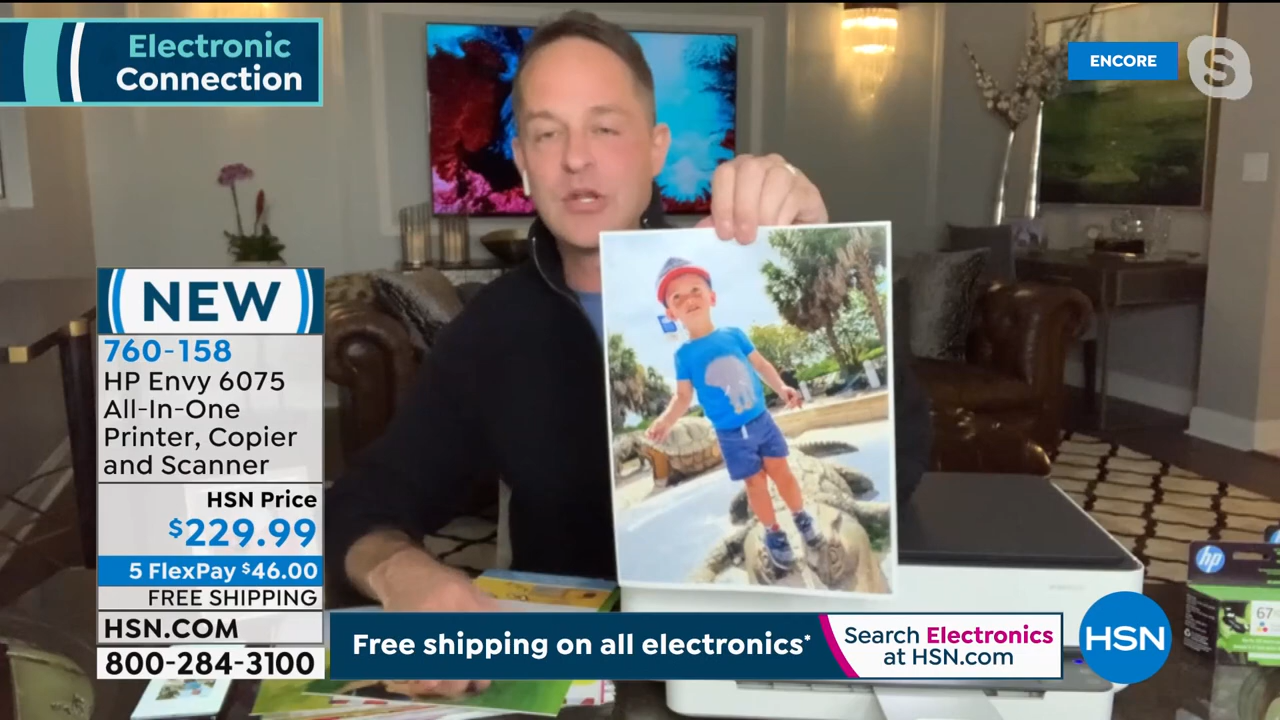 Electronic
Connection
ENCORE
S
NEW
760-158
HP Envy 6075
All-In-One
Printer, Copier
and Scanner
HSN Price
$229.99
5 FlexPay $46.00
FREE SHIPPING
HSN.COM
800-284-3100
Free shipping on all electronics*
Search Electronics
at HSN.com
HSN
hp
67